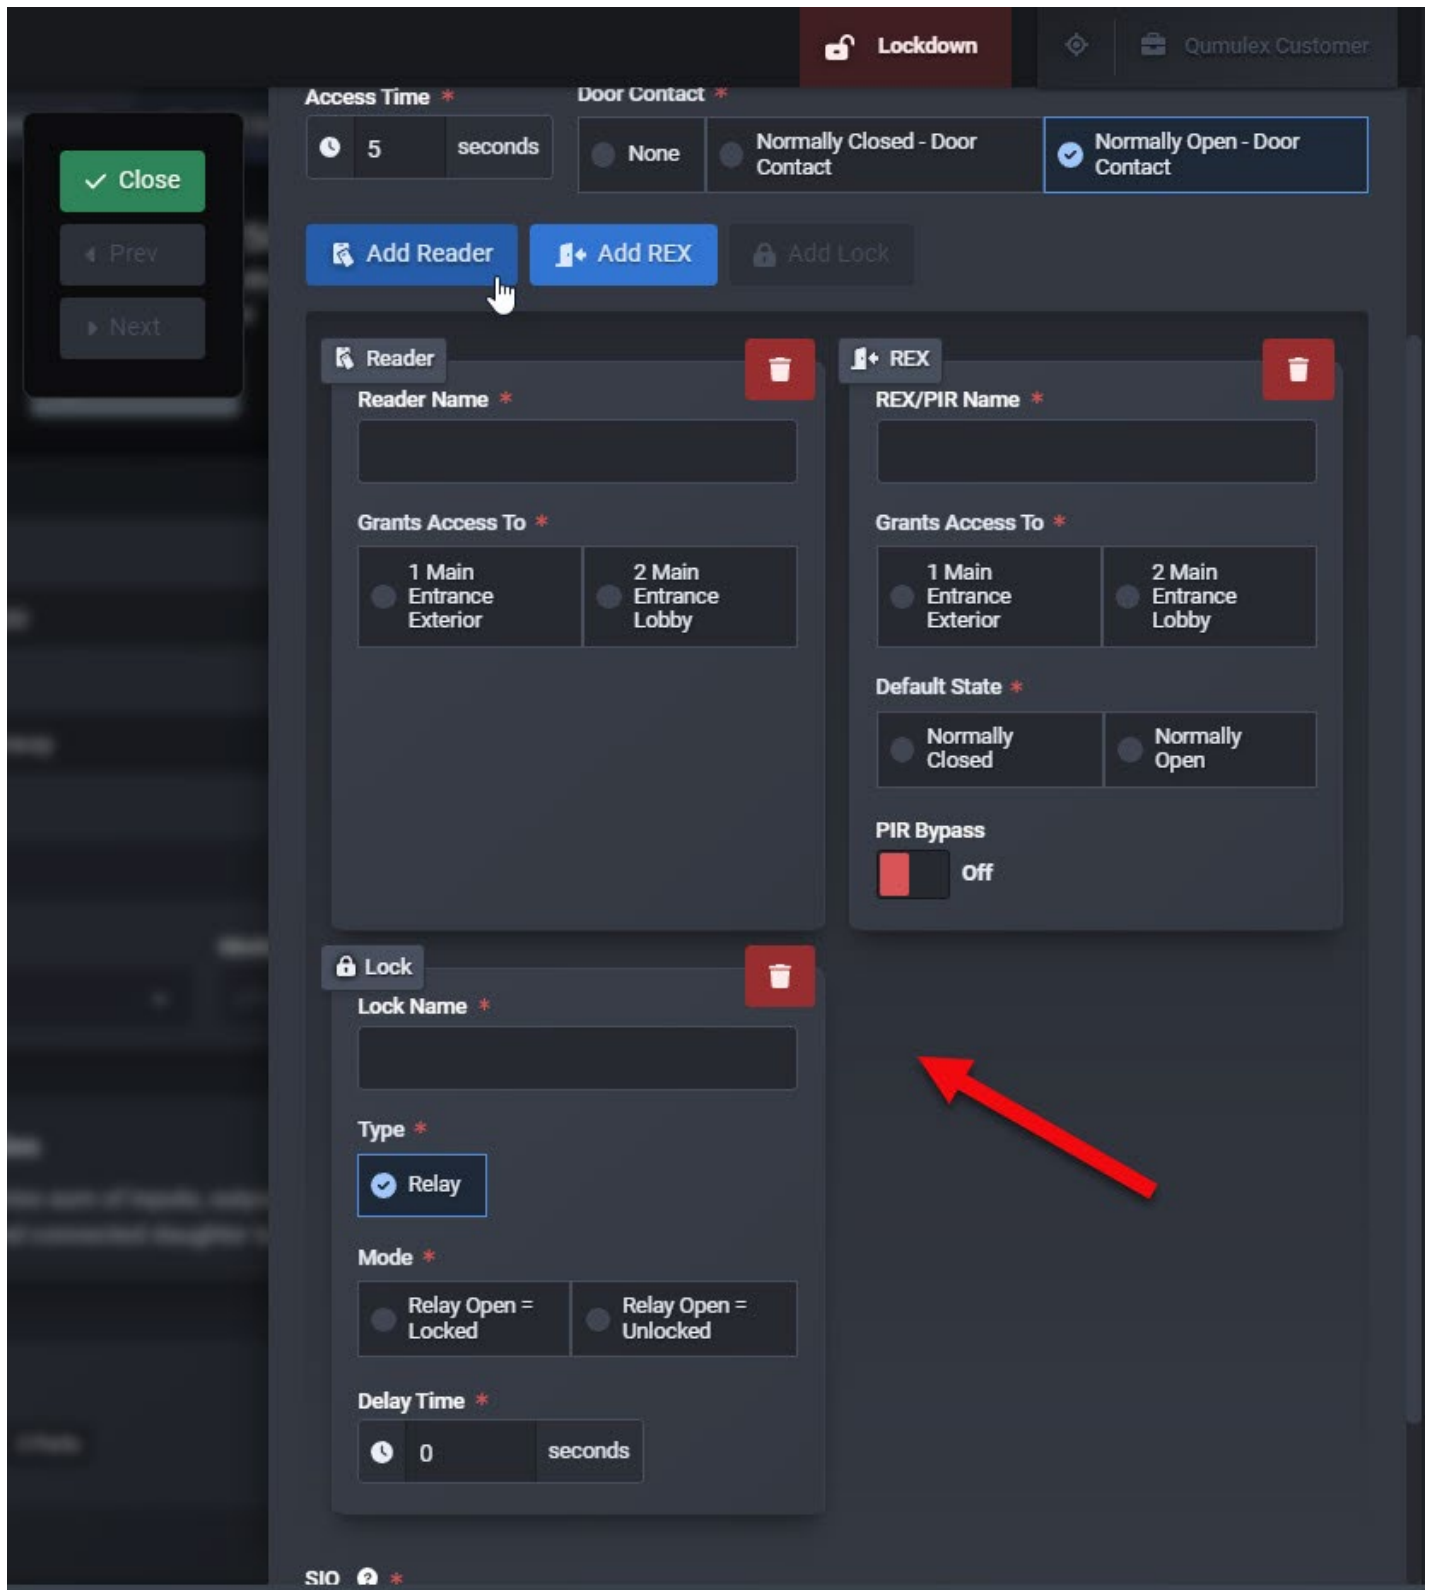 Lockdown
Qumulex Customer
Access Time *
Door Contact *
5 seconds
None
Normally Closed - Door
Contact
Normally Open - Door
Contact
Close
Prev
Next
Add Reader
Add REX
Add Lock
Reader
Reader Name *
Grants Access To *
1 Main
Entrance
Exterior
2 Main
Entrance
Lobby
REX
REX/PIR Name *
Grants Access To *
1 Main
Entrance
Exterior
2 Main
Entrance
Lobby
Default State *
Normally
Closed
Normally
Open
PIR Bypass
Off
Lock
Lock Name *
Type *
Relay
Mode *
Relay Open =
Locked
Relay Open =
Unlocked
Delay Time *
0 seconds
SIO ? *